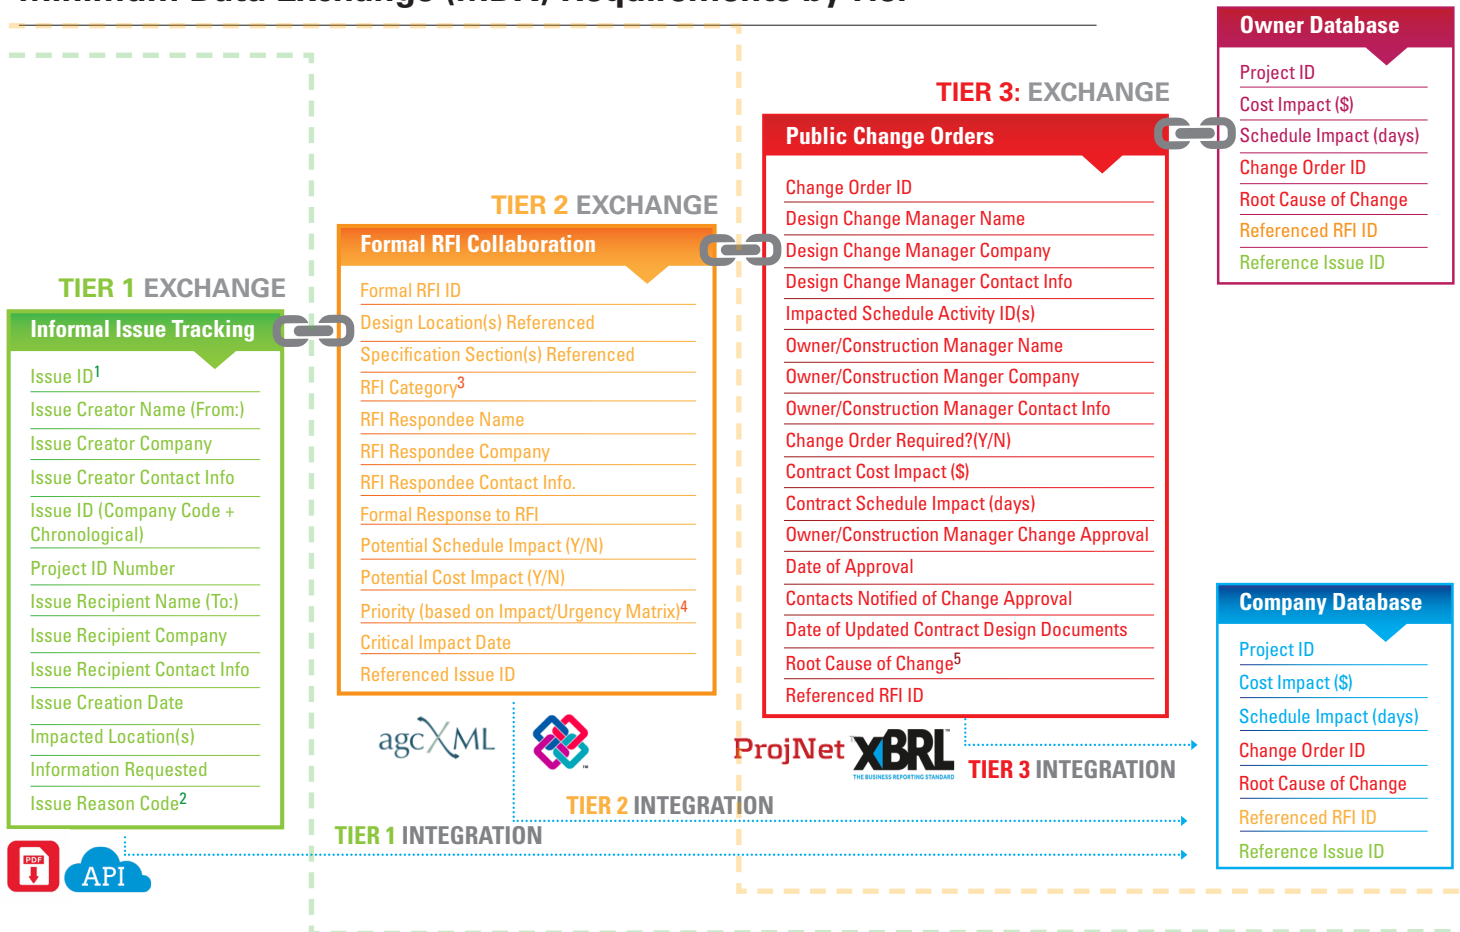 Minimum Data Exchange (MDX) Requirements by Tier
TIER 1 EXCHANGE
Informal Issue Tracking
Issue ID1
Issue Creator Name (From:)
Issue Creator Company
Issue Creator Contact Info
Issue ID (Company Code +
Chronological)
Project ID Number
Issue Recipient Name (To:)
Issue Recipient Company
Issue Recipient Contact Info
Issue Creation Date
Impacted Location(s)
Information Requested
Issue Reason Code2
PDF
API
TIER 1 INTEGRATION
TIER 2 EXCHANGE
Formal RFI Collaboration
Formal RFI ID
Design Location(s) Referenced
Specification Section(s) Referenced
RFI Category3
RFI Respondee Name
RFI Respondee Company
RFI Respondee Contact Info.
Formal Response to RFI
Potential Schedule Impact (Y/N)
Potential Cost Impact (Y/N)
Priority (based on Impact/Urgency Matrix)4
Critical Impact Date
Referenced Issue ID
agcXML
TIER 2 INTEGRATION
TIER 3: EXCHANGE
Public Change Orders
Change Order ID
Design Change Manager Name
Design Change Manager Company
Design Change Manager Contact Info
Impacted Schedule Activity ID(s)
Owner/Construction Manager Name
Owner/Construction Manger Company
Owner/Construction Manager Contact Info
Change Order Required?(Y/N)
Contract Cost Impact ($)
Contract Schedule Impact (days)
Owner/Construction Manager Change Approval
Date of Approval
Contacts Notified of Change Approval
Date of Updated Contract Design Documents
Root Cause of Change5
Referenced RFI ID
ProjNet
XBRL
THE BUSINESS REPORTING STANDARD
TIER 3 INTEGRATION
Owner Database
Project ID
Cost Impact ($)
Schedule Impact (days)
Change Order ID
Root Cause of Change
Referenced RFI ID
Reference Issue ID
Company Database
Project ID
Cost Impact ($)
Schedule Impact (days)
Change Order ID
Root Cause of Change
Referenced RFI ID
Reference Issue ID